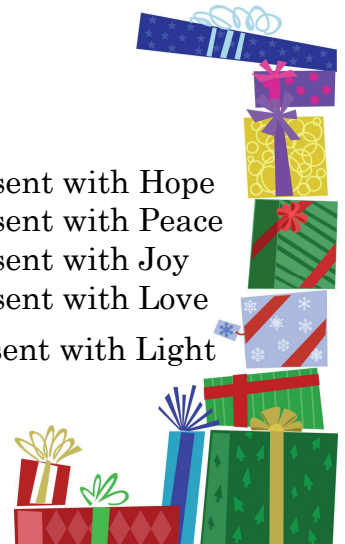 sent with Hope
sent with Peace
sent with Joy
sent with Love
sent with Light